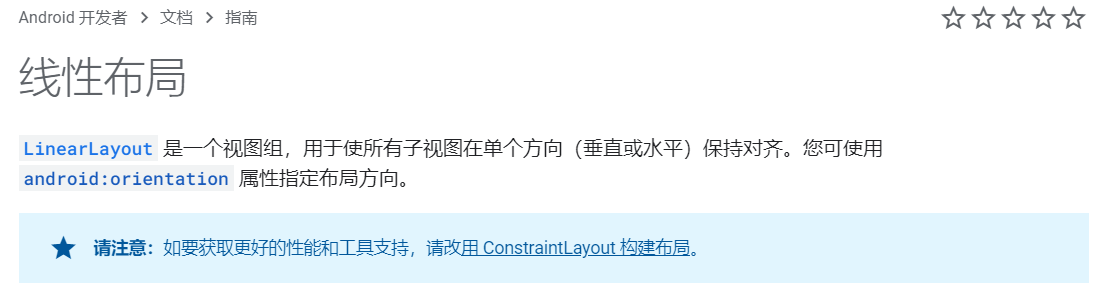 Android 开发者 > 文档 > 指南
线性布局
LinearLayout 是一个视图组，用于使所有子视图在单个方向（垂直或水平）保持对齐。您可使用
android:orientation 属性指定布局方向。
请注意：如要获取更好的性能和工具支持，请改用 ConstraintLayout 构建布局。